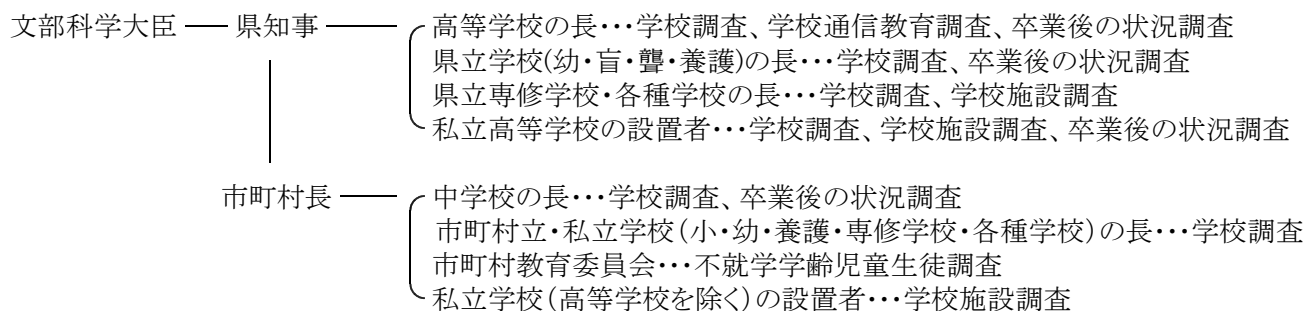 文部科学大臣 県知事 高等学校の長・・・学校調査、学校通信教育調査、卒業後の状況調査
県立学校(幼・盲・聾・養護)の長・・・学校調査、卒業後の状況調査
県立専修学校・各種学校の長・・・学校調査、学校施設調査
私立高等学校の設置者・・・学校調査、学校施設調査、卒業後の状況調査
市町村長 中学校の長・・・学校調査、卒業後の状況調査
市町村立・私立学校(小・幼・養護・専修学校・各種学校)の長・・・学校調査
市町村教育委員会・・・不就学学齢児童生徒調査
私立学校(高等学校を除く)の設置者・・・学校施設調査